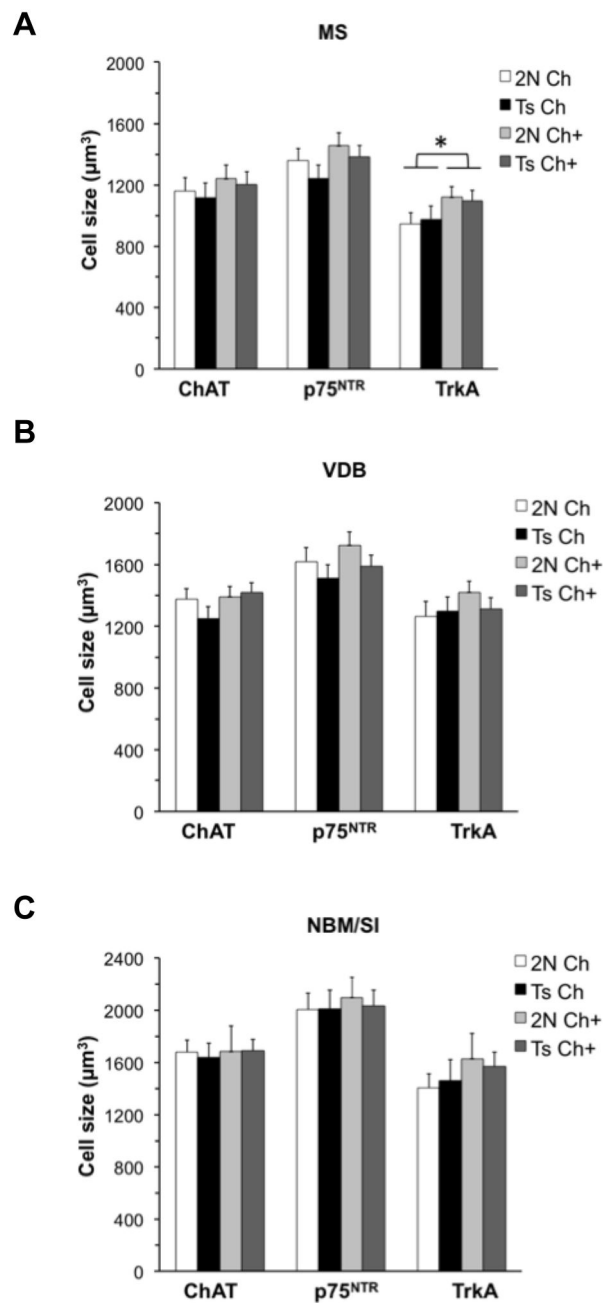 A
MS
2000
1600
1200
800
400
0
Cell size (µm³)
2N Ch
Ts Ch
2N Ch+
Ts Ch+
*
ChAT p75NTR TrkA
B
VDB
2000
1600
1200
800
400
0
Cell size (µm³)
2N Ch
Ts Ch
2N Ch+
Ts Ch+
ChAT p75NTR TrkA
C
NBM/SI
2400
2000
1600
1200
800
400
0
Cell size (µm³)
2N Ch
Ts Ch
2N Ch+
Ts Ch+
ChAT p75NTR TrkA